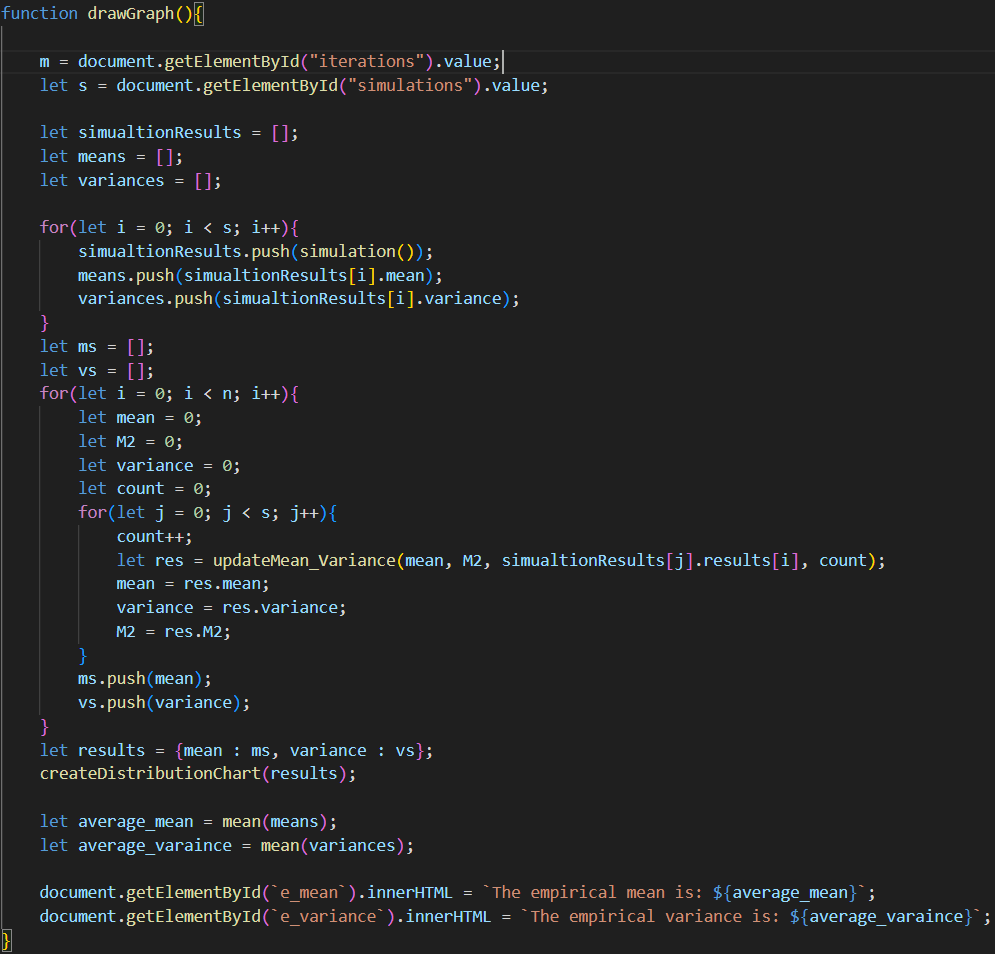 function drawGraph(){
m = document.getElementById("iterations").value;
let s = document.getElementById("simulations").value;
let simualtionResults = [];
let means = [];
let variances = [];
for(let i = 0; i < s; i++){
simualtionResults.push(simulation());
means.push(simualtionResults[i].mean);
variances.push(simualtionResults[i].variance);
}
let ms = [];
let vs = [];
for(let i = 0; i < n; i++){
let mean = 0;
let M2 = 0;
let variance = 0;
let count = 0;
for(let j = 0; j < s; j++){
count++;
let res = updateMean_Variance(mean, M2, simualtionResults[j].results[i], count);
mean = res.mean;
variance = res.variance;
M2 = res.M2;
}
ms.push(mean);
vs.push(variance);
}
let results = {mean : ms, variance : vs};
createDistributionChart(results);
let average_mean = mean(means);
let average_varaince = mean(variances);
document.getElementById(`e_mean`).innerHTML = `The empirical mean is: ${average_mean}`;
document.getElementById(`e_variance`).innerHTML = `The empirical variance is: ${average_varaince}`;
}